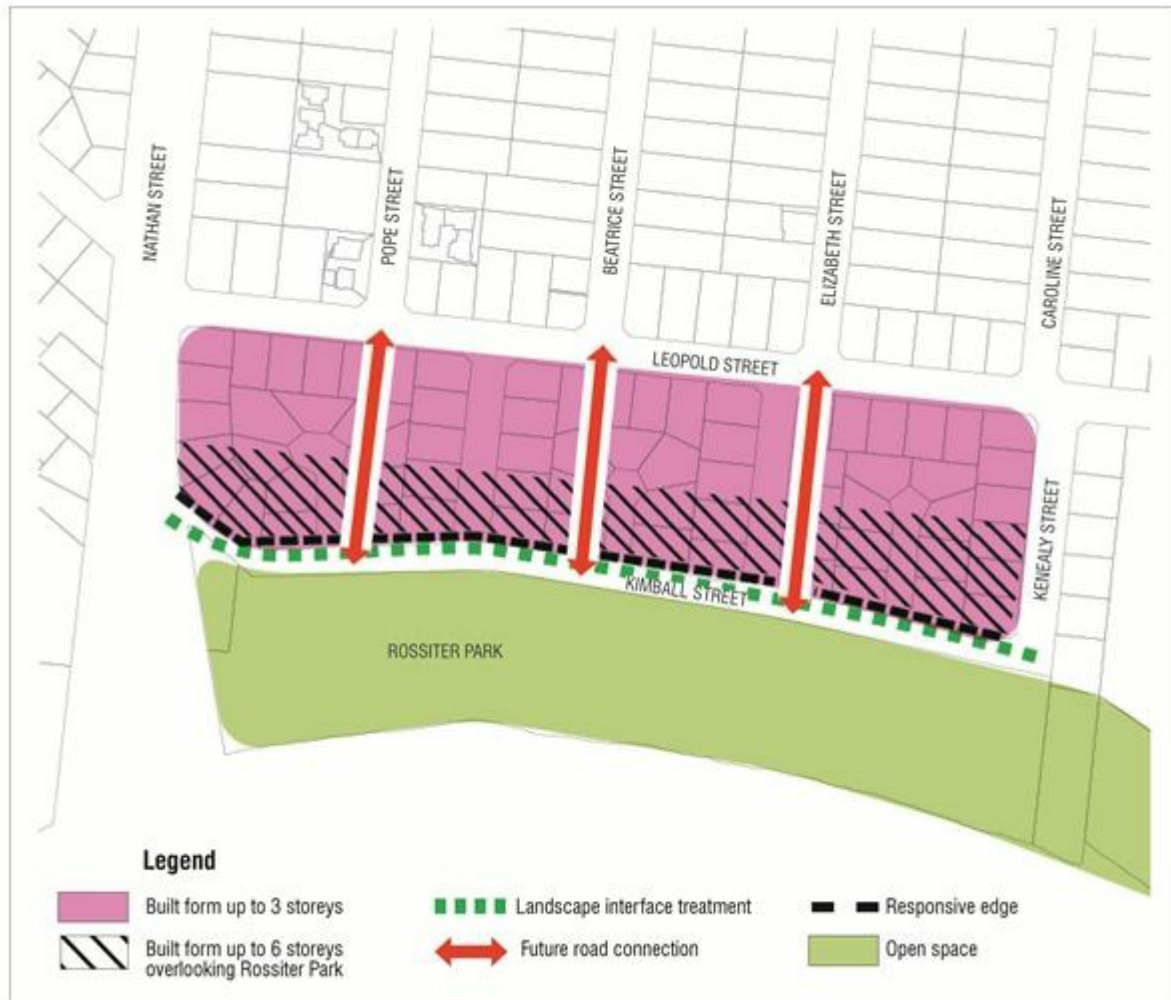 NATHAN STREET
POPE STREET
BEATRICE STREET
ELIZABETH STREET
CAROLINE STREET
LEOPOLD STREET
KENEALY STREET
KIMBALL STREET
ROSSITER PARK
Legend
Built form up to 3 storeys
Built form up to 6 storeys
overlooking Rossiter Park
Landscape interface treatment
Future road connection
Responsive edge
Open space